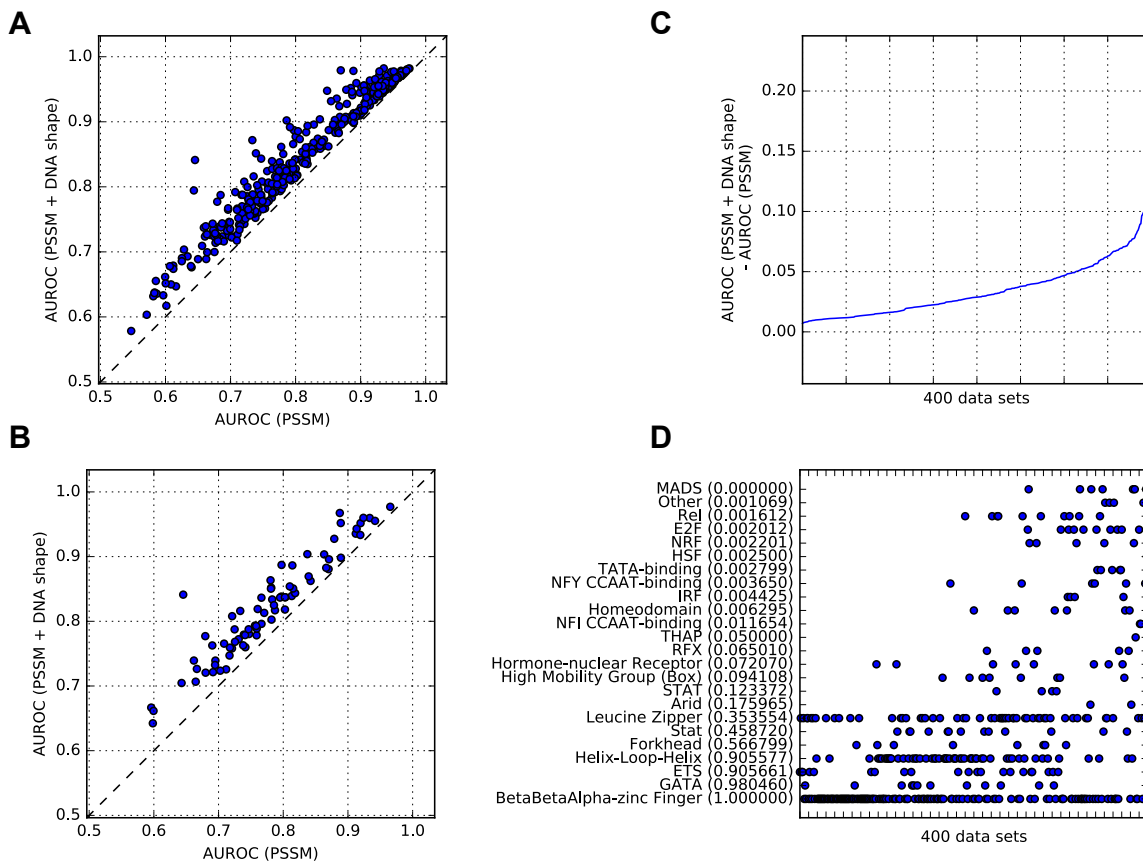 A
1.0
0.9
0.8
0.7
0.6
0.5
AUROC (PSSM + DNA shape)
0.5 0.6 0.7 0.8 0.9 1.0
AUROC (PSSM)
B
1.0
0.9
0.8
0.7
0.6
0.5
AUROC (PSSM + DNA shape)
0.5 0.6 0.7 0.8 0.9 1.0
AUROC (PSSM)
C
0.20
0.15
0.10
0.05
0.00
AUROC (PSSM + DNA shape)
- AUROC (PSSM)
400 data sets
D
MADS (0.000000)
Other (0.001069)
Rel (0.001612)
E2F (0.002012)
NRF (0.002201)
HSF (0.002500)
TATA-binding (0.002799)
NFY CCAAT-binding (0.003650)
IRF (0.004425)
Homeodomain (0.006295)
NFI CCAAT-binding (0.011654)
THAP (0.050000)
RFX (0.065010)
Hormone-nuclear Receptor (0.072070)
High Mobility Group (Box) (0.094108)
STAT (0.123372)
Arid (0.175965)
Leucine Zipper (0.353554)
Stat (0.458720)
Forkhead (0.566799)
Helix-Loop-Helix (0.905577)
ETS (0.905661)
GATA (0.980460)
BetaBetaAlpha-zinc Finger (1.000000)
400 data sets